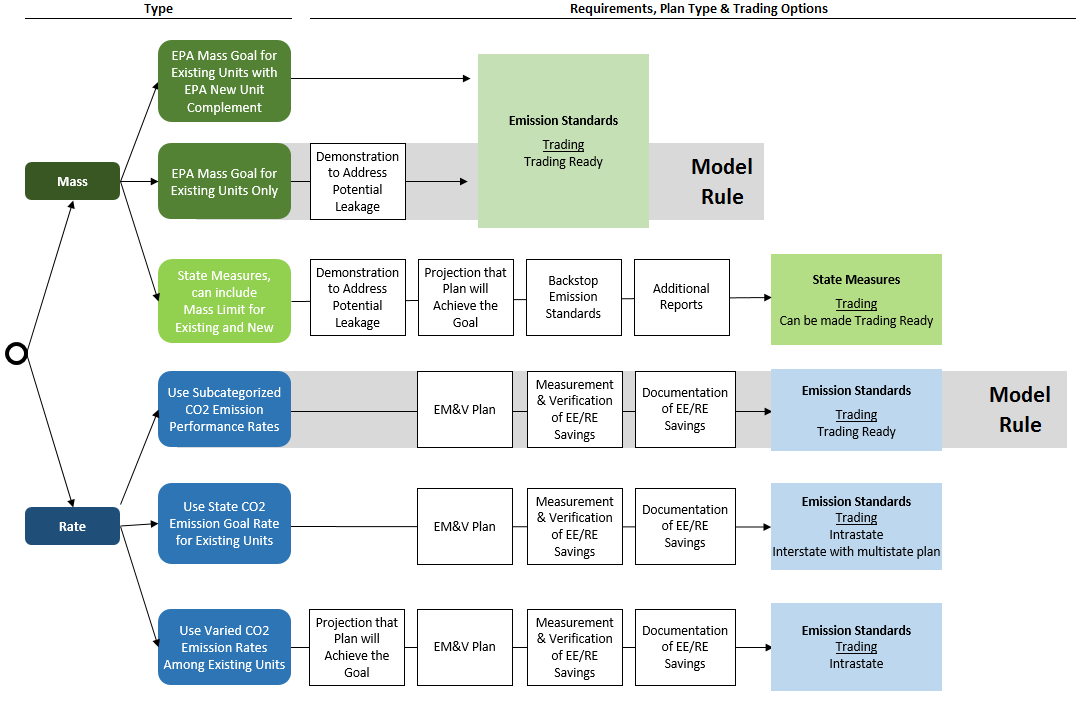 Type
Requirements, Plan Type & Trading Options
EPA Mass Goal for
Existing Units with
EPA New Unit
Complement
Emission Standards
Trading
Trading Ready
Mass
EPA Mass Goal for
Existing Units Only
Demonstration
to Address
Potential
Leakage
Model
Rule
State Measures,
can include
Mass Limit for
Existing and New
Demonstration
to Address
Potential
Leakage
Projection that
Plan will
Achieve the
Goal
Backstop
Emission
Standards
Additional
Reports
State Measures
Trading
Can be made Trading Ready
Use Subcategorized
CO2 Emission
Performance Rates
EM&V Plan
Measurement
& Verification
of EE/RE
Savings
Documentation
of EE/RE
Savings
Emission Standards
Trading
Trading Ready
Model
Rule
Rate
Use State CO2
Emission Goal Rate
for Existing Units
EM&V Plan
Measurement
& Verification
of EE/RE
Savings
Documentation
of EE/RE
Savings
Emission Standards
Trading
Intrastate
Interstate with multistate plan
Use Varied CO2
Emission Rates
Among Existing Units
Projection that
Plan will
Achieve the
Goal
EM&V Plan
Measurement
& Verification
of EE/RE
Savings
Documentation
of EE/RE
Savings
Emission Standards
Trading
Intrastate